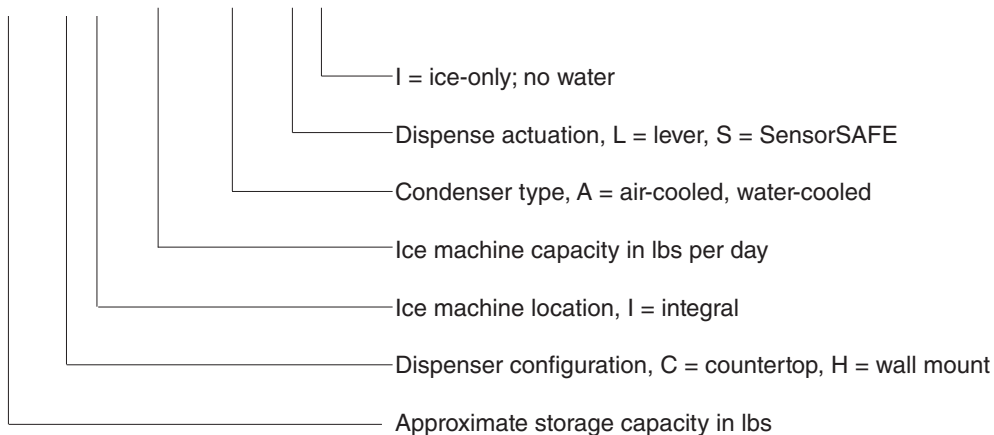 I = ice-only; no water
Dispense actuation, L = lever, S = SensorSAFE
Condenser type, A = air-cooled, water-cooled
Ice machine capacity in lbs per day
Ice machine location, I = integral
Dispenser configuration, C = countertop, H = wall mount
Approximate storage capacity in lbs